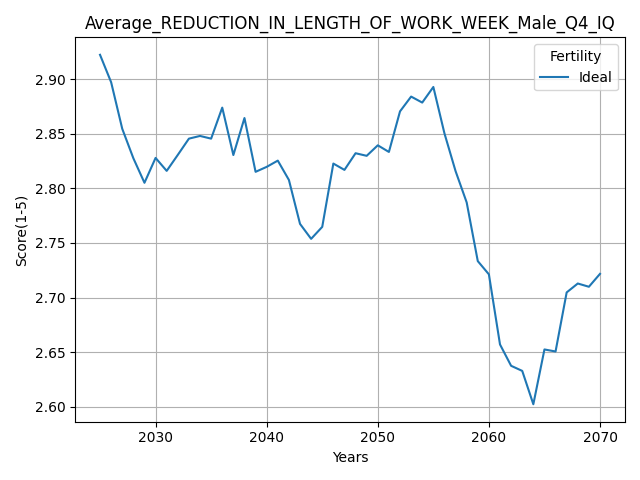 Average_REDUCTION_IN_LENGTH_OF_WORK_WEEK_Male_Q4_IQ
Fertility
Ideal
Score(1-5)
2.90
2.85
2.80
2.75
2.70
2.65
2.60
2030 2040 2050 2060 2070
Years